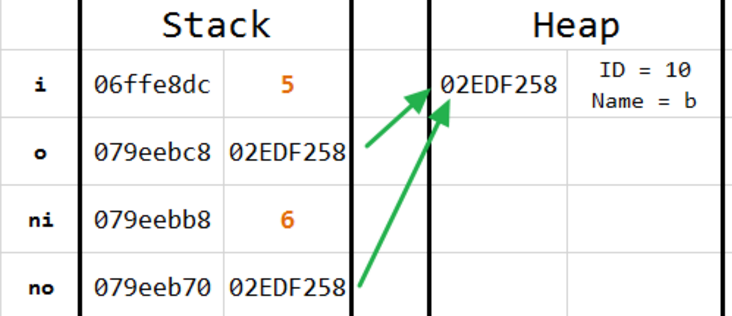 Stack Heap
i 06ffe8dc 5 02EDF258 ID = 10
Name = b
o 079eebc8 02EDF258
ni 079eebb8 6
no 079eeb70 02EDF258